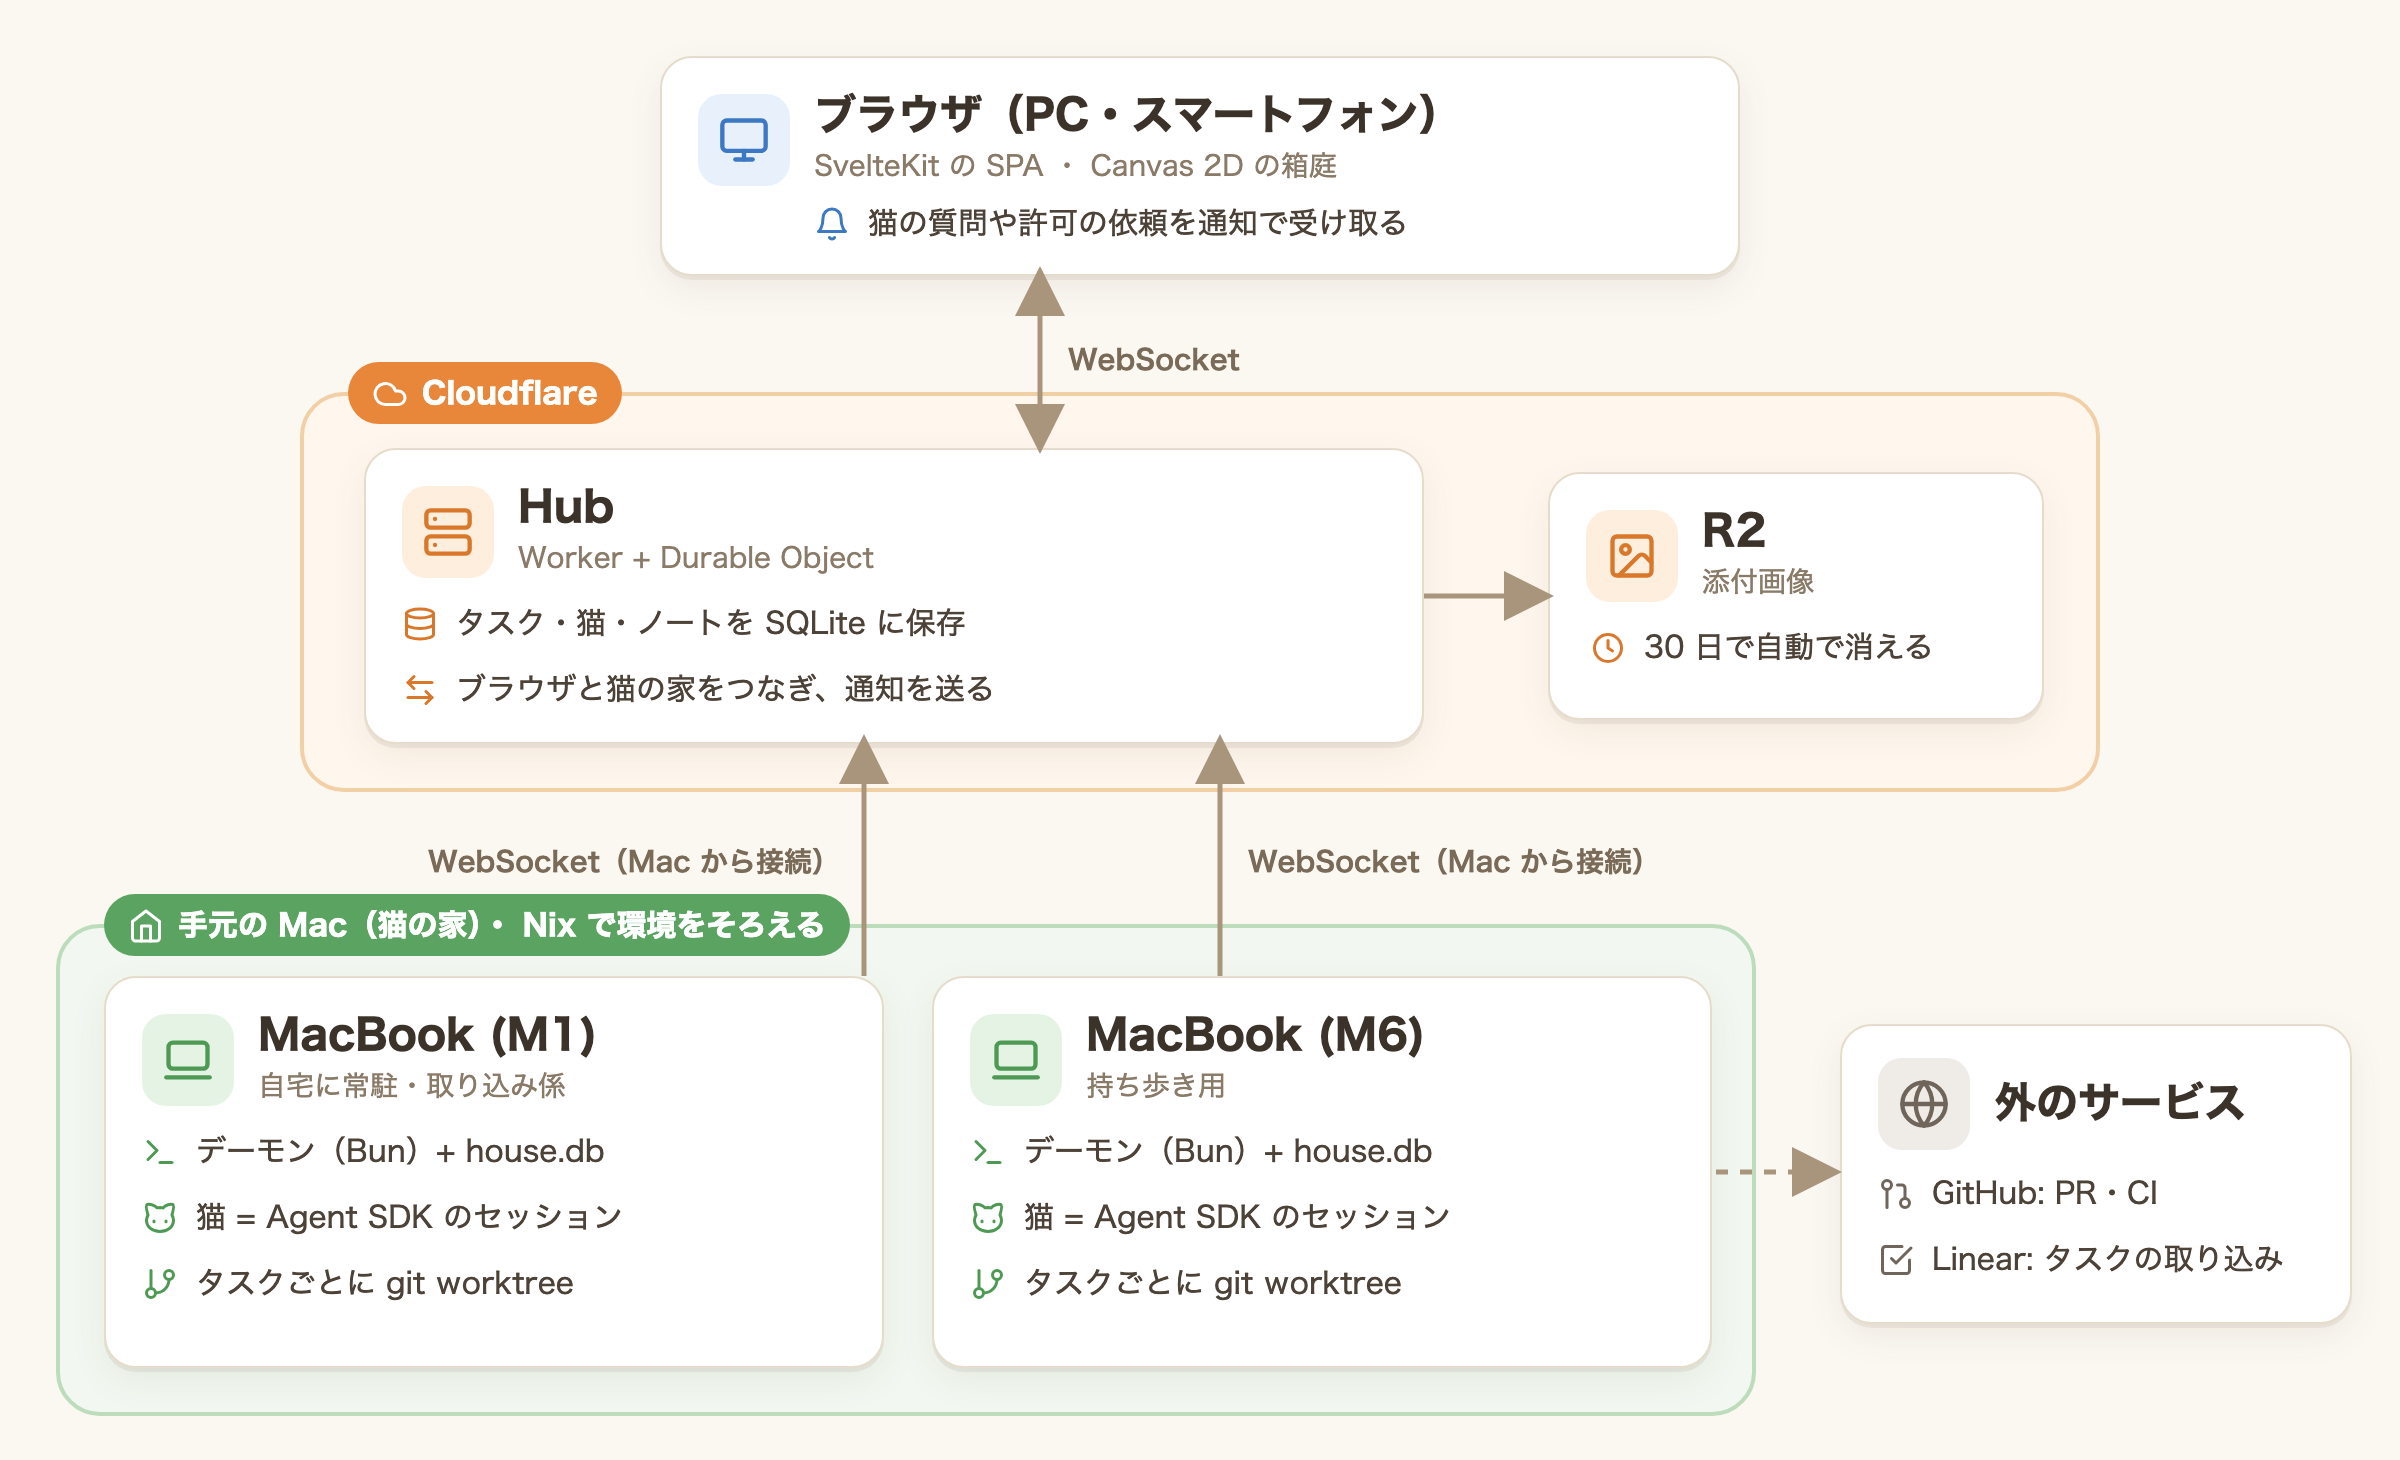 ブラウザ（PC・スマートフォン）
SvelteKit の SPA ・ Canvas 2D の箱庭
猫の質問や許可の依頼を通知で受け取る
WebSocket
Cloudflare
Hub
Worker + Durable Object
タスク・猫・ノートを SQLite に保存
ブラウザと猫の家をつなぎ、通知を送る
R2
添付画像
30 日で自動で消える
WebSocket（Mac から接続）
WebSocket（Mac から接続）
手元の Mac（猫の家）・ Nix で環境をそろえる
MacBook (M1)
自宅に常駐・取り込み係
デーモン（Bun）+ house.db
猫 = Agent SDK のセッション
タスクごとに git worktree
MacBook (M6)
持ち歩き用
デーモン（Bun）+ house.db
猫 = Agent SDK のセッション
タスクごとに git worktree
外のサービス
GitHub: PR・CI
Linear: タスクの取り込み